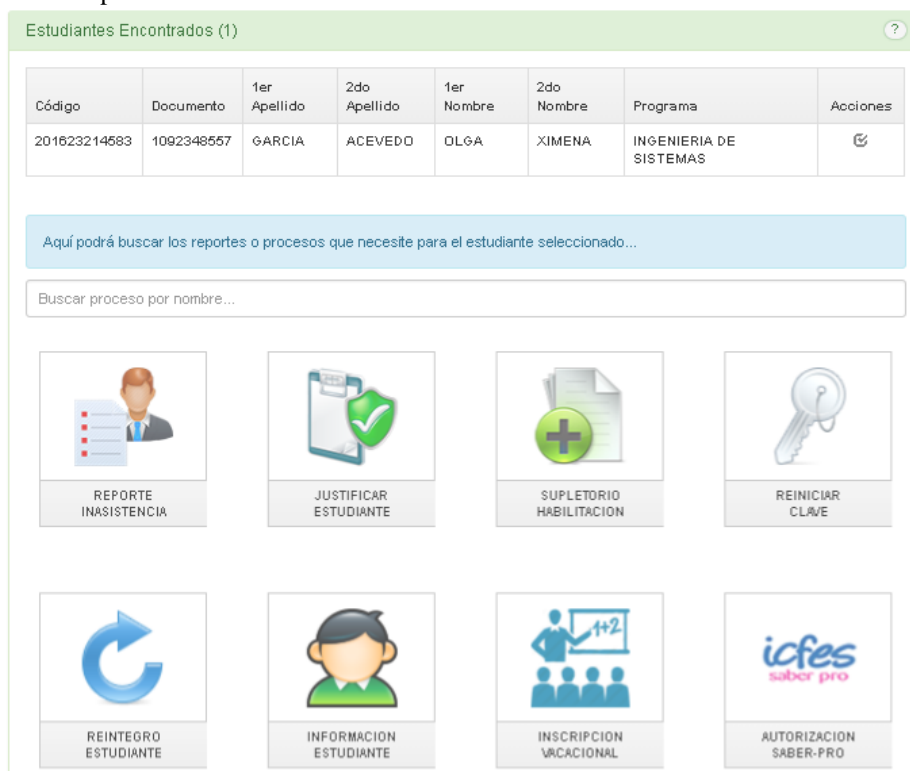 Estudiantes Encontrados (1) ?
Código Documento 1er Apellido 2do Apellido 1er Nombre 2do Nombre Programa Acciones
201623214583 1092348557 GARCIA ACEVEDO OLGA XIMENA INGENIERIA DE SISTEMAS
Aquí podrá buscar los reportes o procesos que necesite para el estudiante seleccionado...
Buscar proceso por nombre...
1+2
icfes
saber pro
REPORTE INASISTENCIA
JUSTIFICAR ESTUDIANTE
SUPLETORIO HABILITACION
REINICIAR CLAVE
REINTEGRO ESTUDIANTE
INFORMACION ESTUDIANTE
INSCRIPCION VACACIONAL
AUTORIZACION SABER-PRO